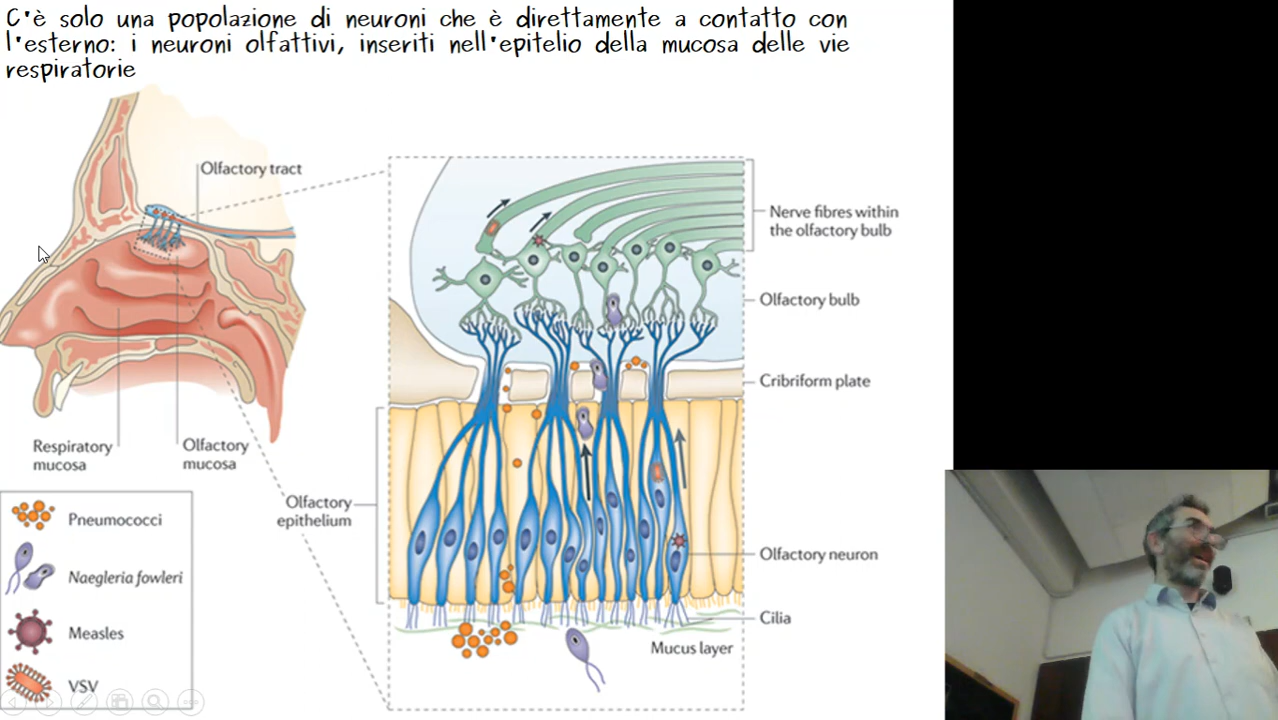 C'è solo una popolazione di neuroni che è direttamente a contatto con
l'esterno: i neuroni olfattivi, inseriti nell'epitelio della mucosa delle vie
respiratorie
Olfactory tract
Nerve fibres within
the olfactory bulb
Olfactory bulb
Cribriform plate
Respiratory
mucosa
Olfactory
mucosa
Olfactory
epithelium
Pneumococci
Naegleria fowleri
Measles
VSV
Olfactory neuron
Cilia
Mucus layer